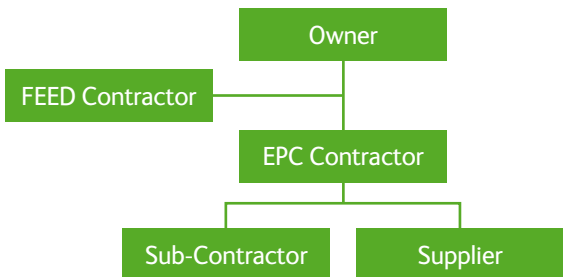 Owner
FEED Contractor
EPC Contractor
Sub-Contractor
Supplier